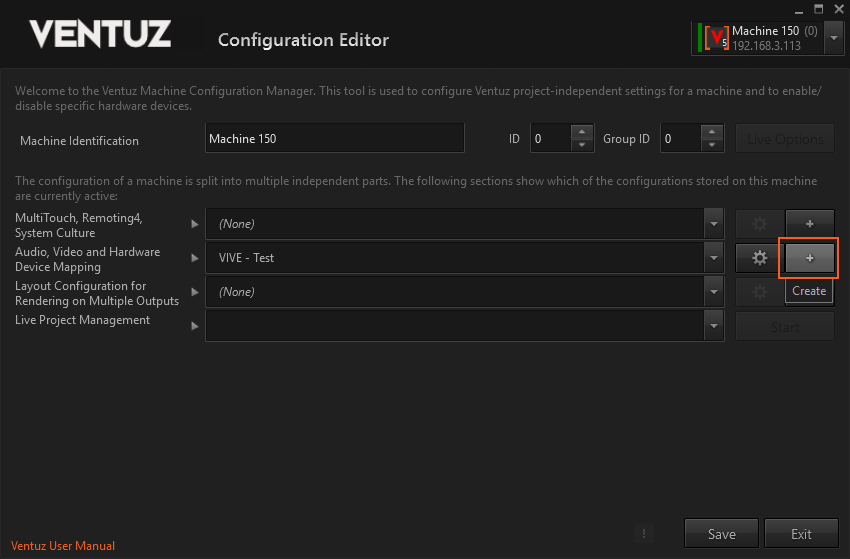 VENTUZ
Configuration Editor
Machine 150 (0)
192.168.3.113
Welcome to the Ventuz Machine Configuration Manager. This tool is used to configure Ventuz project-independent settings for a machine and to enable/
disable specific hardware devices.
Machine Identification
Machine 150
ID
0
Group ID
0
Live Options
The configuration of a machine is split into multiple independent parts. The following sections show which of the configurations stored on this machine
are currently active:
MultiTouch, Remoting4,
System Culture
(None)
+
Audio, Video and Hardware
Device Mapping
VIVE - Test
+
Layout Configuration for
Rendering on Multiple Outputs
(None)
Create
Live Project Management
Start
!
Save
Exit
Ventuz User Manual